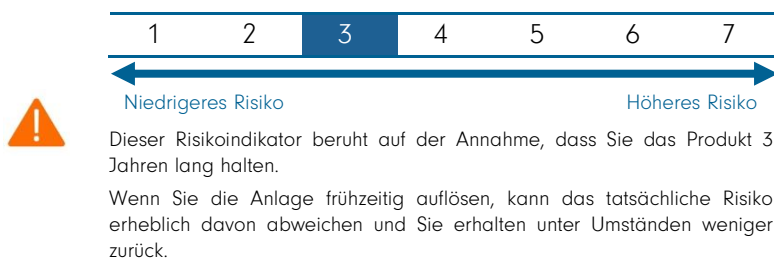 1 2 3 4 5 6 7
Niedrigeres Risiko Höheres Risiko
Dieser Risikoindikator beruht auf der Annahme, dass Sie das Produkt 3
Jahren lang halten.
Wenn Sie die Anlage frühzeitig auflösen, kann das tatsächliche Risiko
erheblich davon abweichen und Sie erhalten unter Umständen weniger
zurück.